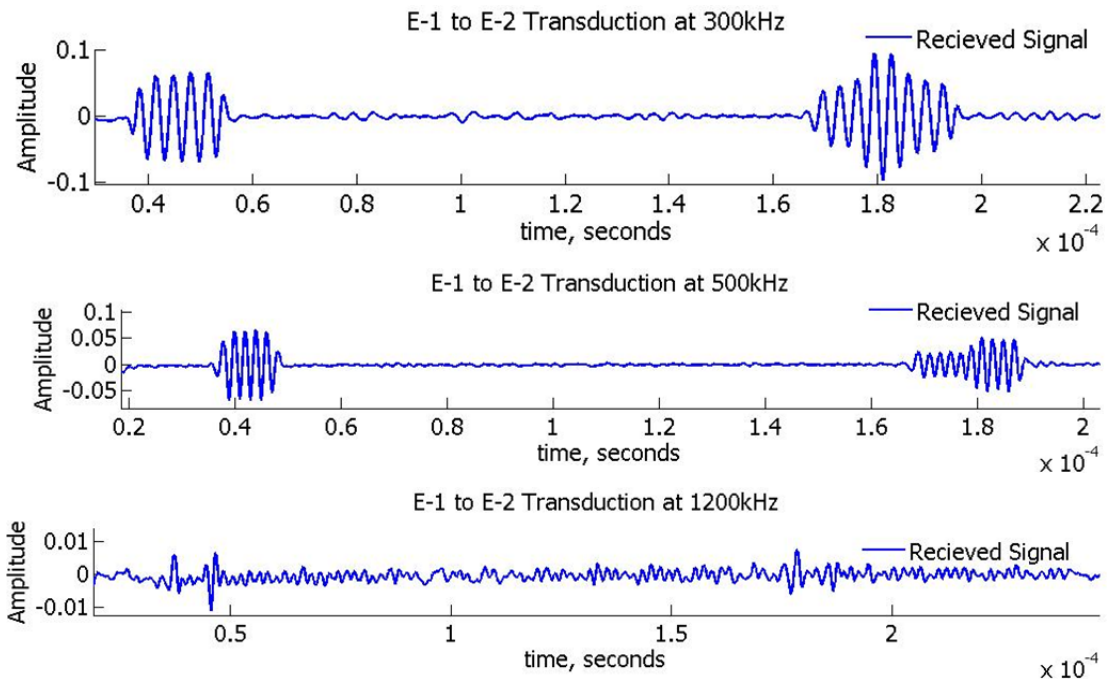 E-1 to E-2 Transduction at 300kHz
Recieved Signal
Amplitude
0.1
0
-0.1
0.4 0.6 0.8 1 1.2 1.4 1.6 1.8 2 2.2
time, seconds
x 10-4
E-1 to E-2 Transduction at 500kHz
Recieved Signal
Amplitude
0.1
0.05
0
-0.05
0.2 0.4 0.6 0.8 1 1.2 1.4 1.6 1.8 2
time, seconds
x 10-4
E-1 to E-2 Transduction at 1200kHz
Recieved Signal
Amplitude
0.01
0
-0.01
0.5 1 1.5 2
time, seconds
x 10-4